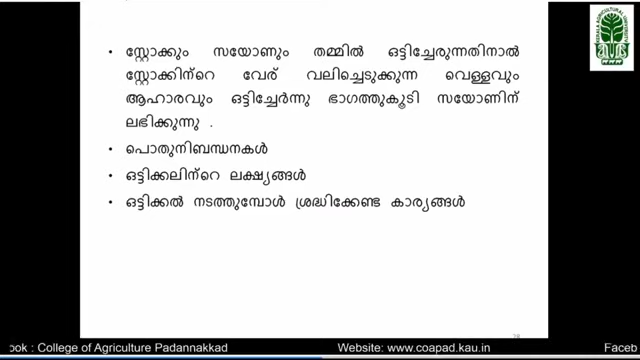 • സ്റ്റോക്കും സയോണും തമ്മിൽ ഒട്ടിച്ചേരുന്നതിനാൽ
സ്റ്റോക്കിന്റെ വേര് വലിച്ചെടുക്കുന്ന വെള്ളവും
ആഹാരവും ഒട്ടിച്ചേർന്നു ഭാഗത്തുകൂടി സയോണിന്
ലഭിക്കുന്നു .
• പൊതുനിബന്ധനകൾ
• ഒട്ടിക്കലിന്റെ ലക്ഷ്യങ്ങൾ
• ഒട്ടിക്കൽ നടത്തുമ്പോൾ ശ്രദ്ധിക്കേണ്ട കാര്യങ്ങൾ
ook : College of Agriculture Padannakkad Website: www.coapad.kau.in Faceb